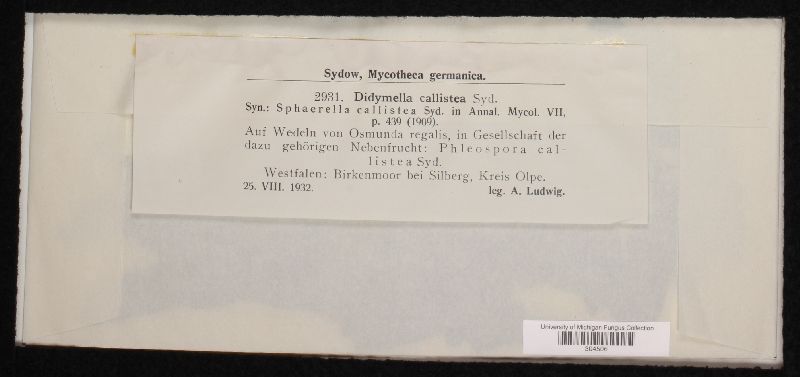 Sydow, Mycotheca germanica.
2931. Didymella callistea Syd.
Syn.: Sphaerella callistea Syd. in Annal. Mycol. VII,
p. 439 (1909).
Auf Wedeln von Osmunda regalis, in Gesellschaft der
dazu gehörigen Nebenfrucht: Phleospora cal-
listea Syd.
Westfalen: Birkenmoor bei Silberg, Kreis Olpe.
25. VIII. 1932. leg. A. Ludwig.
University of Michigan Fungus Collection
304506